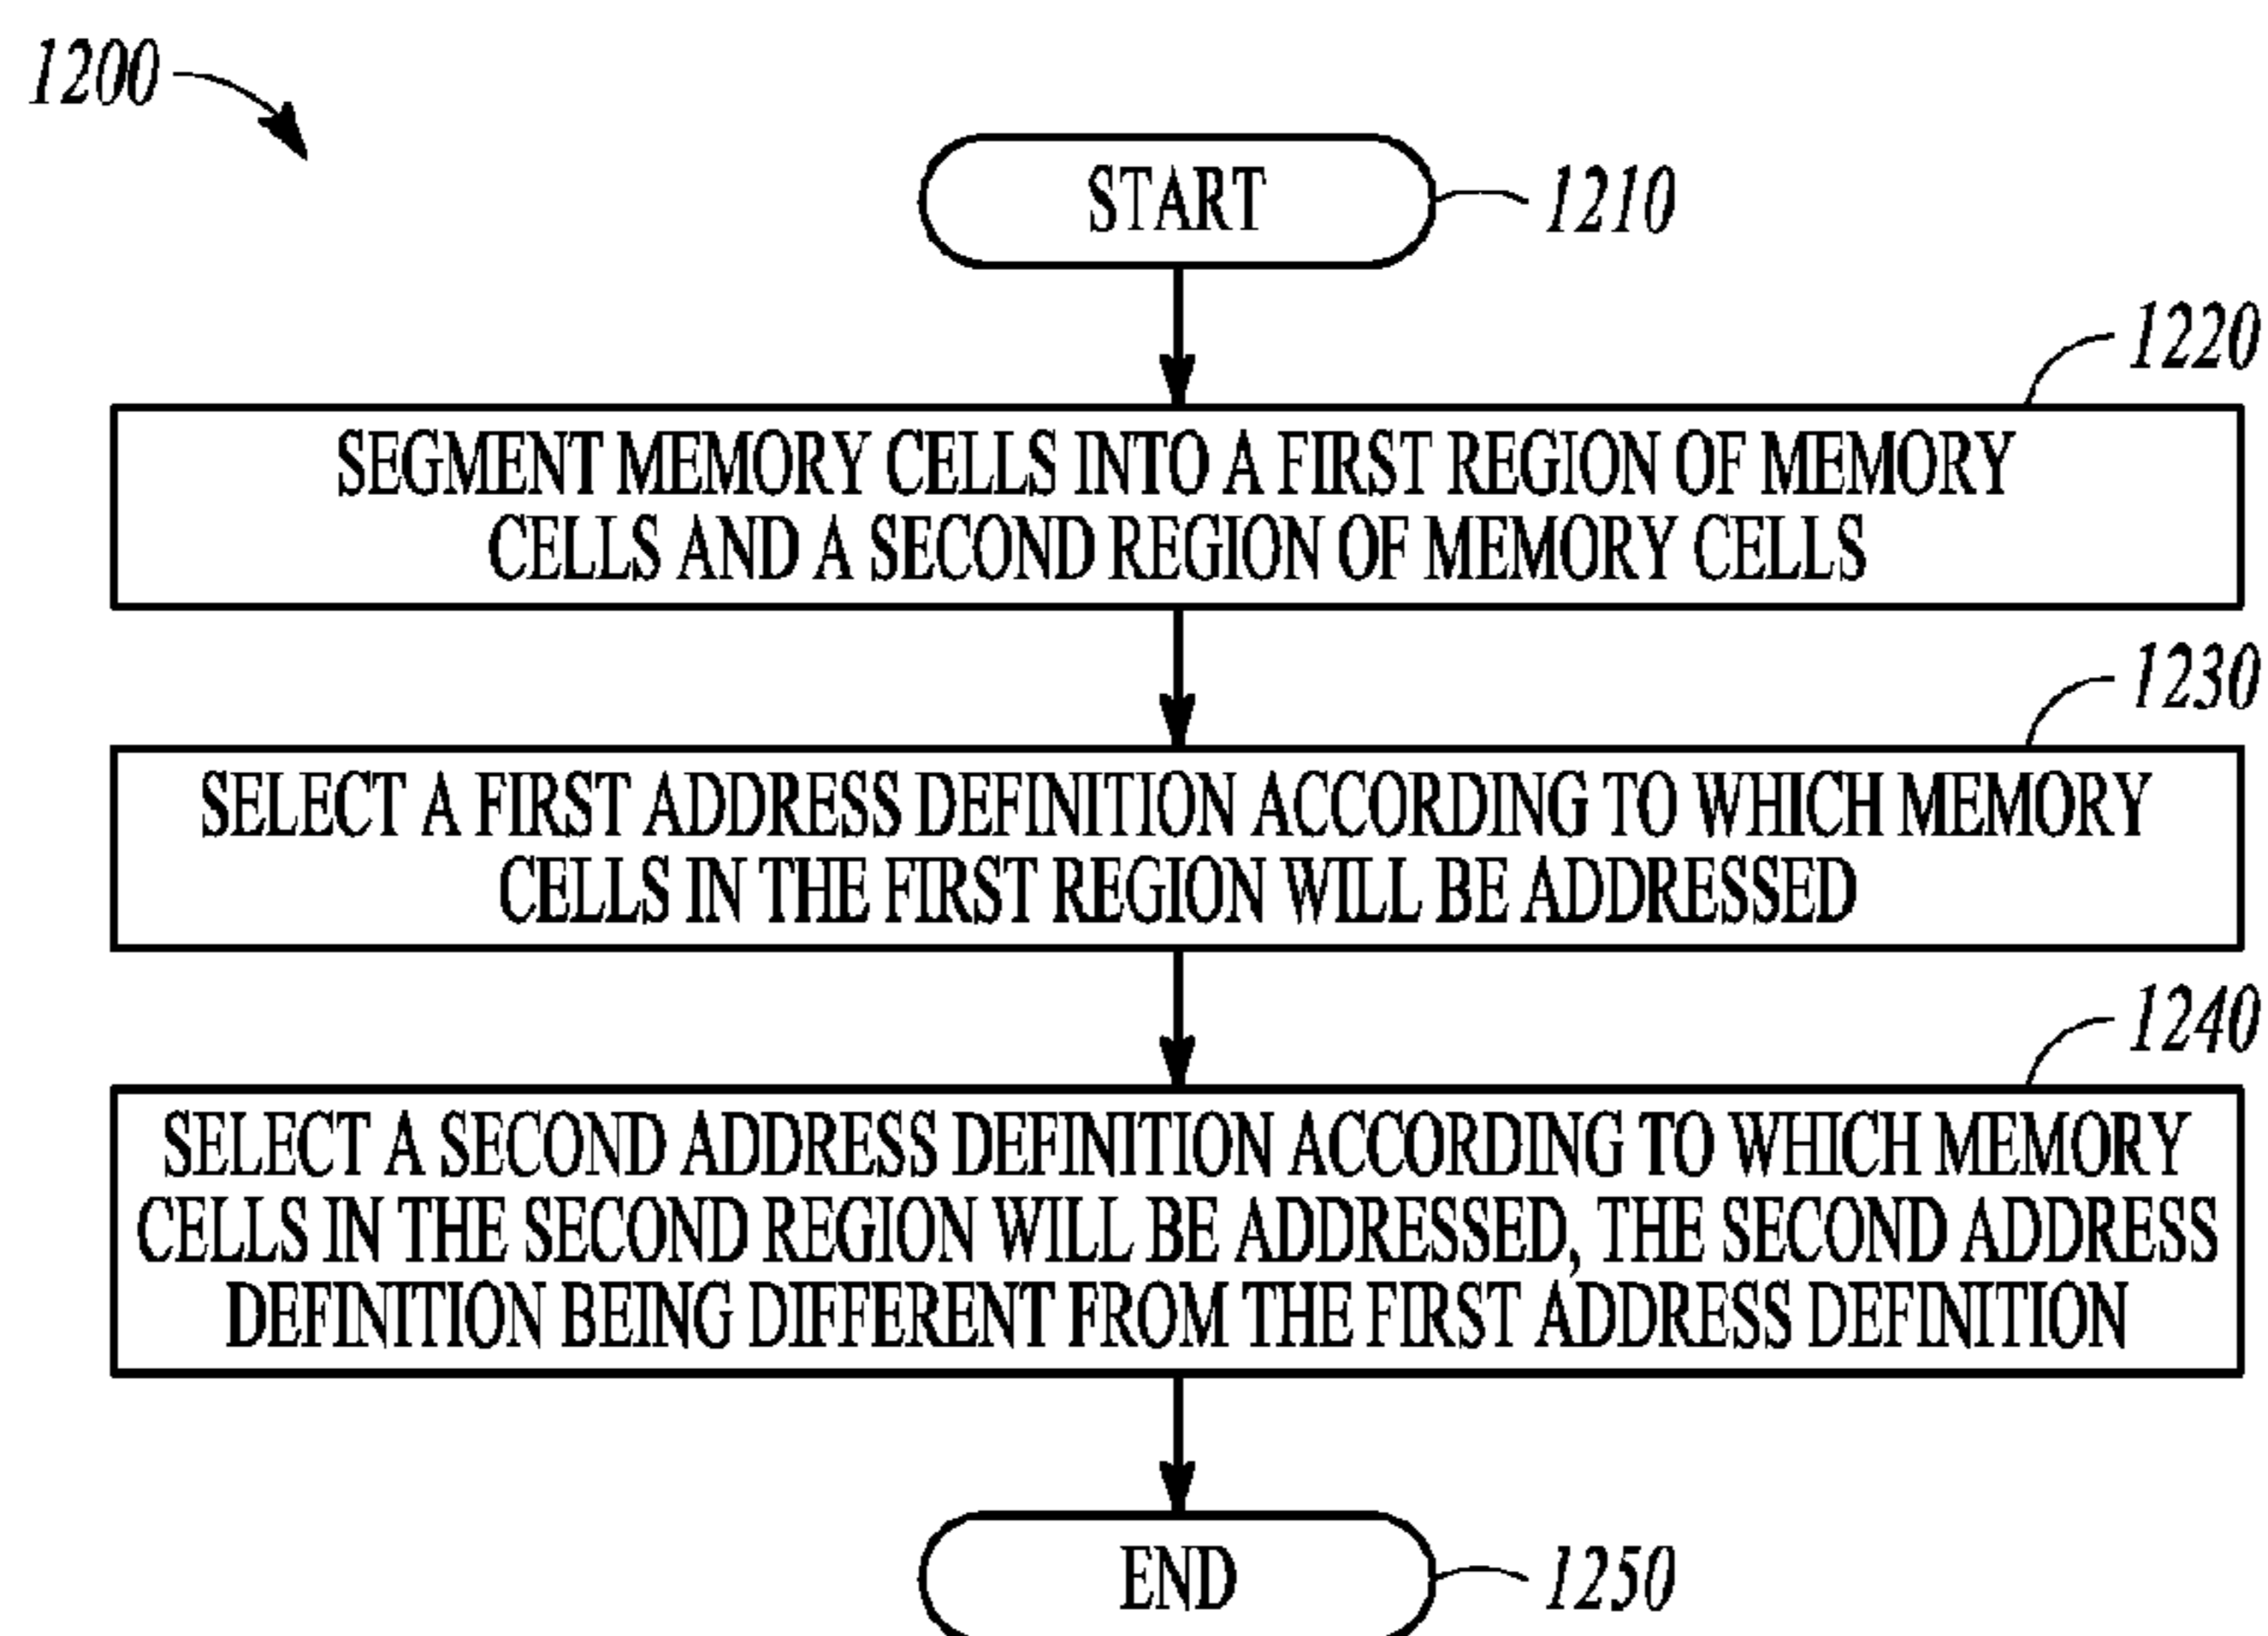 1200
START
1210
1220
SEGMENT MEMORY CELLS INTO A FIRST REGION OF MEMORY
CELLS AND A SECOND REGION OF MEMORY CELLS
1230
SELECT A FIRST ADDRESS DEFINITION ACCORDING TO WHICH MEMORY
CELLS IN THE FIRST REGION WILL BE ADDRESSED
1240
SELECT A SECOND ADDRESS DEFINITION ACCORDING TO WHICH MEMORY
CELLS IN THE SECOND REGION WILL BE ADDRESSED, THE SECOND ADDRESS
DEFINITION BEING DIFFERENT FROM THE FIRST ADDRESS DEFINITION
END
1250